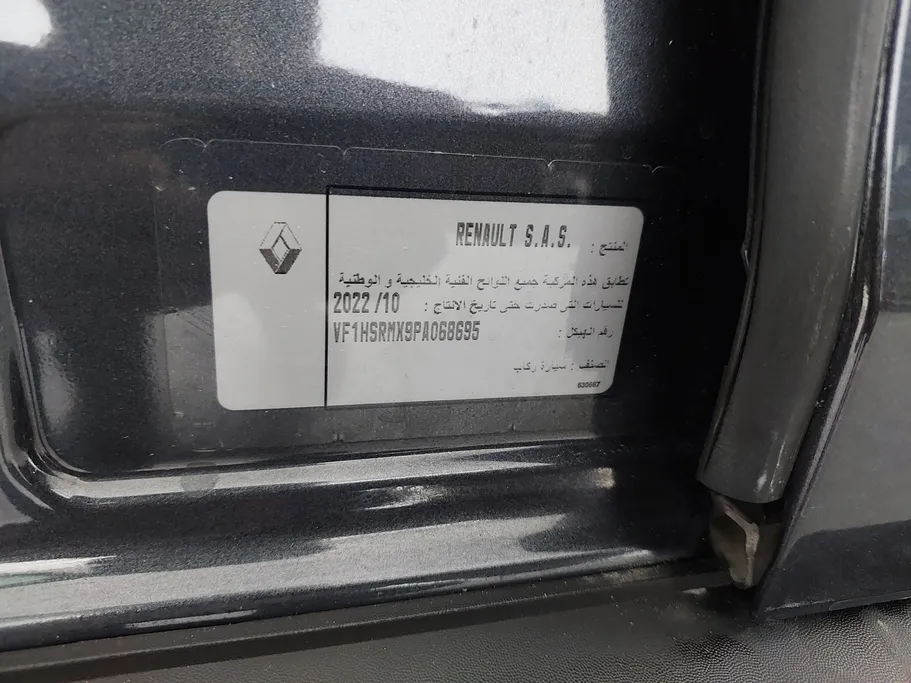 المنتج : RENAULT S.A.S.
تطابق هذه المركبة جميع اللوائح الفنية الخليجية و الوطنية
للسيارات التى صدرت حتى تاريخ الانتاج : 2022/10
رقم الهيكل : VF1HSRMX9PA068695
الصنف : سيارة ركاب
630667